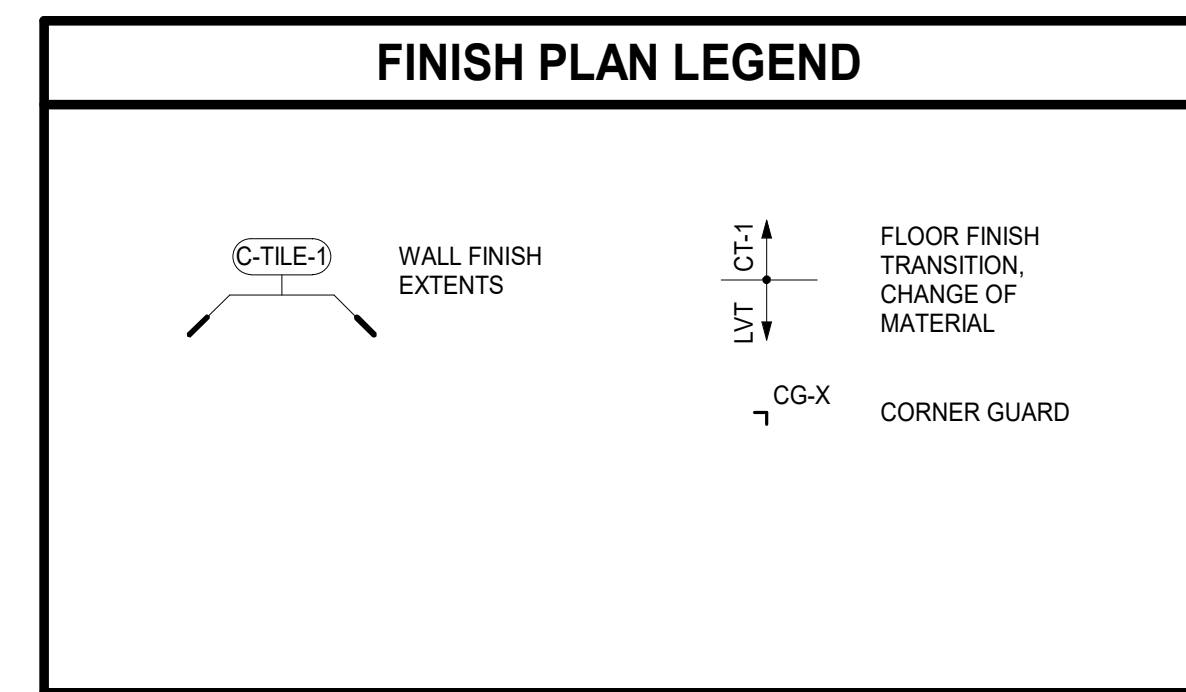 FINISH PLAN LEGEND
C-TILE-1
WALL FINISH
EXTENTS
CT-1
LVT
FLOOR FINISH
TRANSITION,
CHANGE OF
MATERIAL
CG-X
CORNER GUARD